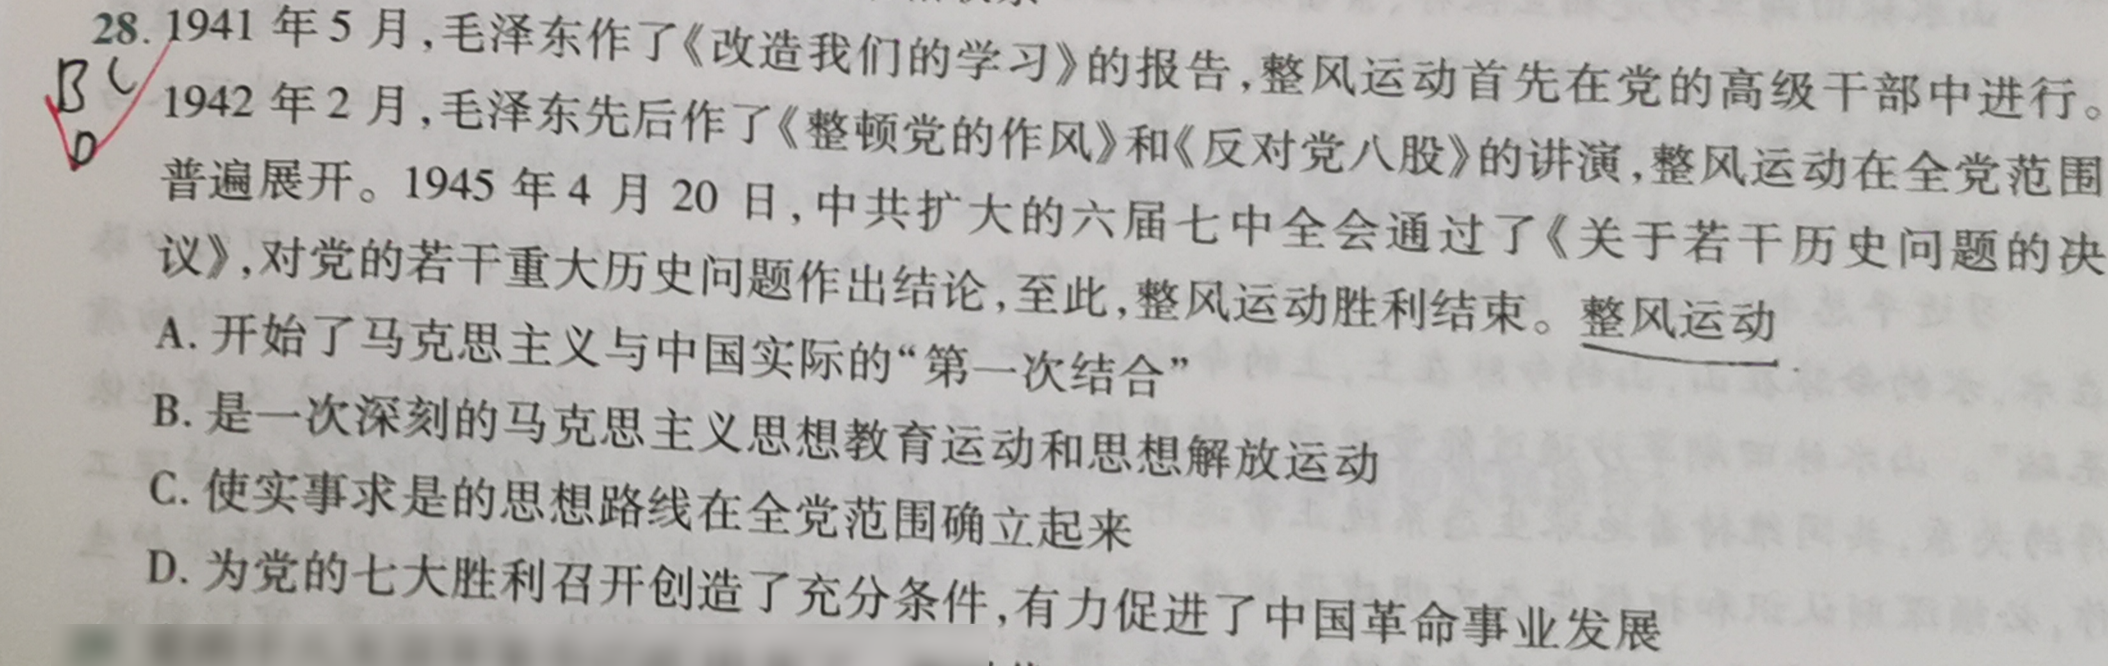 28. 1941 年 5 月,毛泽东作了《改造我们的学习》的报告,整风运动首先在党的高级干部中进行。
BC
1942 年 2 月,毛泽东先后作了《整顿党的作风》和《反对党八股》的讲演,整风运动在全党范围
D
普遍展开。1945 年 4 月 20 日,中共扩大的六届七中全会通过了《关于若干历史问题的决
议》,对党的若干重大历史问题作出结论,至此,整风运动胜利结束。整风运动
A. 开始了马克思主义与中国实际的“第一次结合”
B. 是一次深刻的马克思主义思想教育运动和思想解放运动
C. 使实事求是的思想路线在全党范围确立起来
D. 为党的七大胜利召开创造了充分条件,有力促进了中国革命事业发展